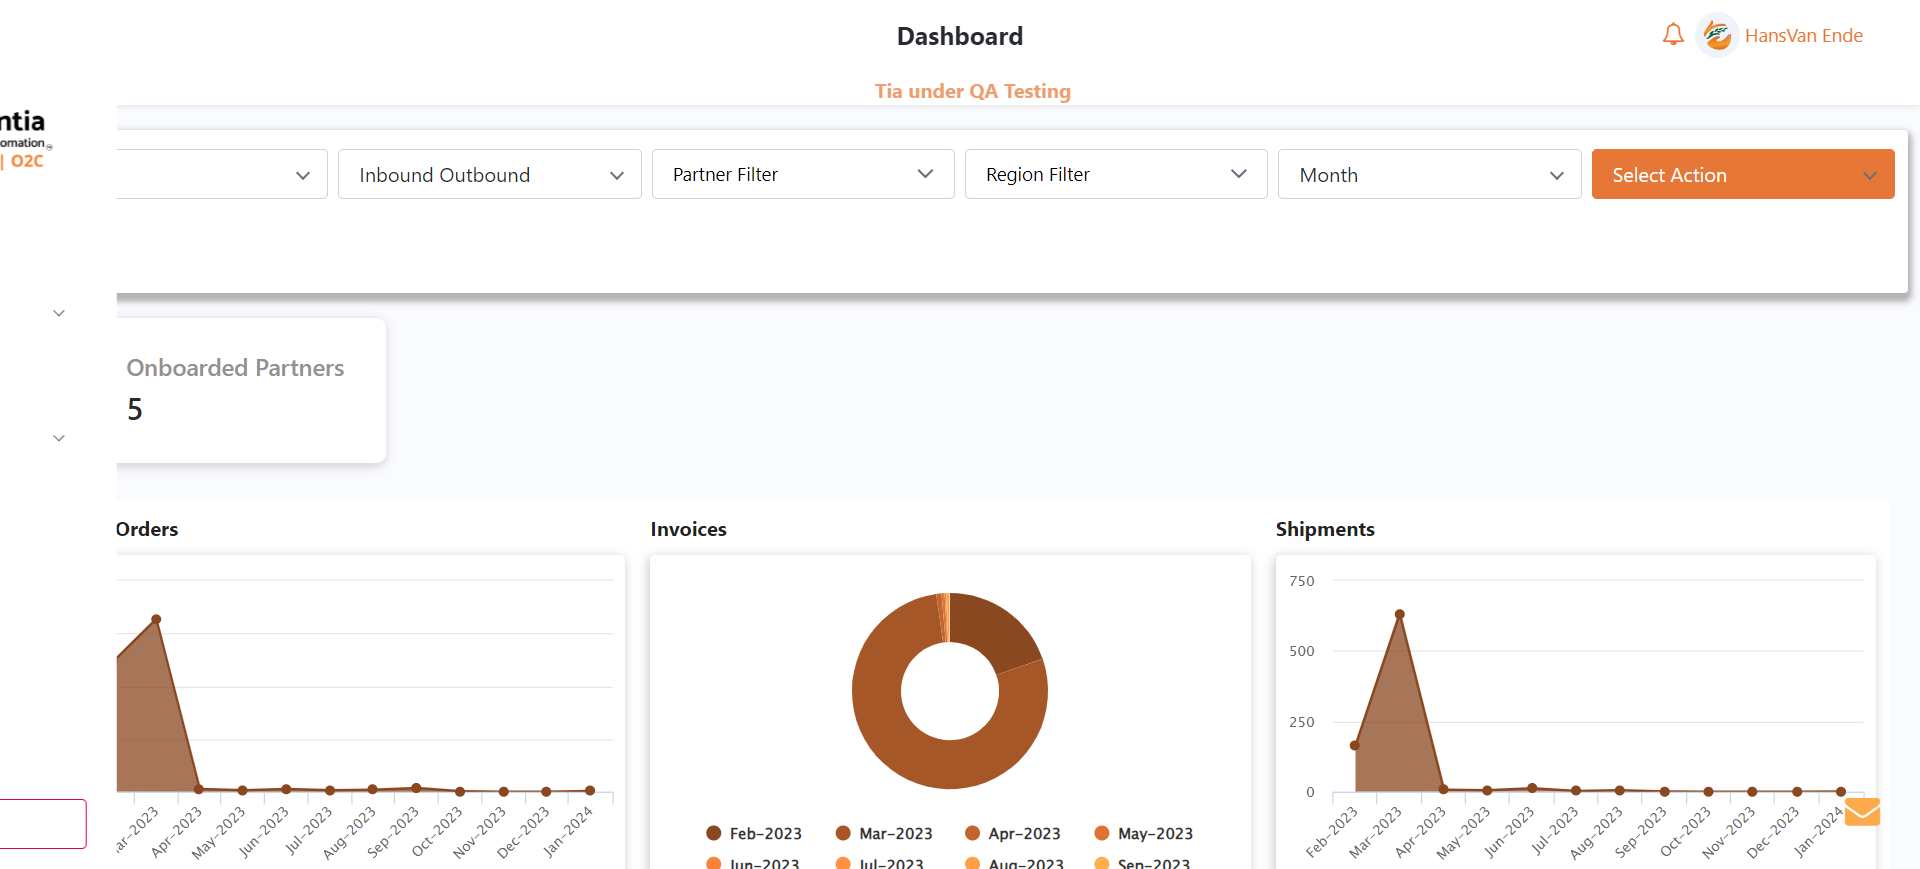 Dashboard
HansVan Ende
Tia under QA Testing
ntia
omation
| O2C
Inbound Outbound
Partner Filter
Region Filter
Month
Select Action
Onboarded Partners
5
Orders
Invoices
Shipments
750
500
250
0
ar-2023
Apr-2023
May-2023
Jun-2023
Jul-2023
Aug-2023
Sep-2023
Oct-2023
Nov-2023
Dec-2023
Jan-2024
Feb-2023
Mar-2023
Apr-2023
May-2023
Jun-2023
Jul-2023
Aug-2023
Sep-2023
Feb-2023
Mar-2023
Apr-2023
May-2023
Jun-2023
Jul-2023
Aug-2023
Sep-2023
Oct-2023
Nov-2023
Dec-2023
Jan-2024